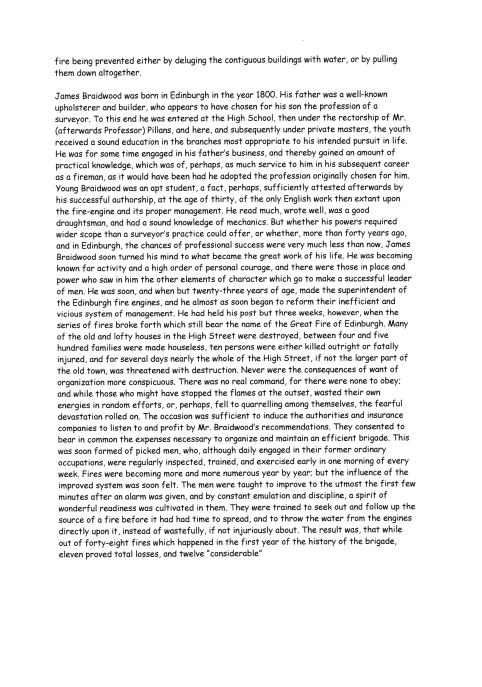 fire being prevented either by deluging the contiguous buildings with water, or by pulling
them down altogether.
James Braidwood was born in Edinburgh in the year 1800. His father was a well-known
upholsterer and builder, who appears to have chosen for his son the profession of a
surveyor. To this end he was entered at the High School, then under the rectorship of Mr.
(afterwards Professor) Pillans, and here, and subsequently under private masters, the youth
received a sound education in the branches most appropriate to his intended pursuit in life.
He was for some time engaged in his father's business, and thereby gained an amount of
practical knowledge, which was of, perhaps, as much service to him in his subsequent career
as a fireman, as it would have been had he adopted the profession originally chosen for him.
Young Braidwood was an apt student, a fact, perhaps, sufficiently attested afterwards by
his successful authorship, at the age of thirty, of the only English work then extant upon
the fire-engine and its proper management. He read much, wrote well, was a good
draughtsman, and had a sound knowledge of mechanics. But whether his powers required
wider scope than a surveyor's practice could offer, or whether, more than forty years ago,
and in Edinburgh, the chances of professional success were very much less than now, James
Braidwood soon turned his mind to what became the great work of his life. He was becoming
known for activity and a high order of personal courage, and there were those in place and
power who saw in him the other elements of character which go to make a successful leader
of men. He was soon, and when but twenty-three years of age, made the superintendent of
the Edinburgh fire engines, and he almost as soon began to reform their inefficient and
vicious system of management. He had held his post but three weeks, however, when the
series of fires broke forth which still bear the name of the Great Fire of Edinburgh. Many
of the old and lofty houses in the High Street were destroyed, between four and five
hundred families were made houseless, ten persons were either killed outright or fatally
injured, and for several days nearly the whole of the High Street, if not the larger part of
the old town, was threatened with destruction. Never were the consequences of want of
organization more conspicuous. There was no real command, for there were none to obey;
and while those who might have stopped the flames at the outset, wasted their own
energies in random efforts, or, perhaps, fell to quarrelling among themselves, the fearful
devastation rolled on. The occasion was sufficient to induce the authorities and insurance
companies to listen to and profit by Mr. Braidwood's recommendations. They consented to
bear in common the expenses necessary to organize and maintain an efficient brigade. This
was soon formed of picked men, who, although daily engaged in their former ordinary
occupations, were regularly inspected, trained, and exercised early in one morning of every
week. Fires were becoming more and more numerous year by year; but the influence of the
improved system was soon felt. The men were taught to improve to the utmost the first few
minutes after an alarm was given, and by constant emulation and discipline, a spirit of
wonderful readiness was cultivated in them. They were trained to seek out and follow up the
source of a fire before it had had time to spread, and to throw the water from the engines
directly upon it, instead of wastefully, if not injuriously about. The result was, that while
out of forty-eight fires which happened in the first year of the history of the brigade,
eleven proved total losses, and twelve "considerable"